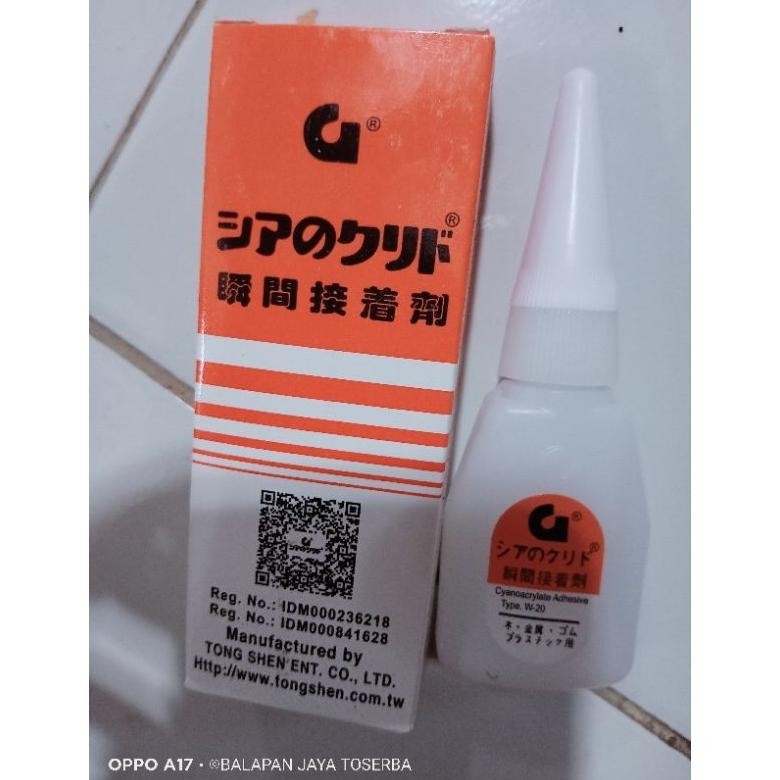 G®
シアのクリド®
瞬間接着劑
Reg. No.: IDM000236218
Reg. No.: IDM000841628
Manufactured by
TONG SHEN ENT. CO., LTD.
Http://www.tongshen.com.tw
G®
シアのクリド®
瞬間接着劑
Cyanoacrylate Adhesive
Type. W-20
木・金属・ゴム
プラスチック用
OPPO A17 · ©BALAPAN JAYA TOSERBA